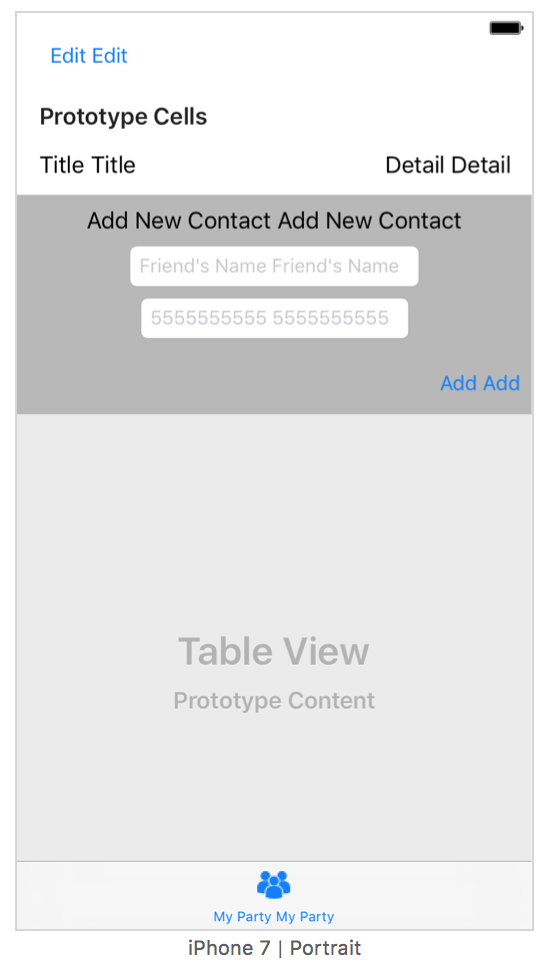 Edit Edit
Prototype Cells
Title Title Detail Detail
Add New Contact Add New Contact
Friend's Name Friend's Name
5555555555 5555555555
Add Add
Table View
Prototype Content
My Party My Party
iPhone 7 | Portrait